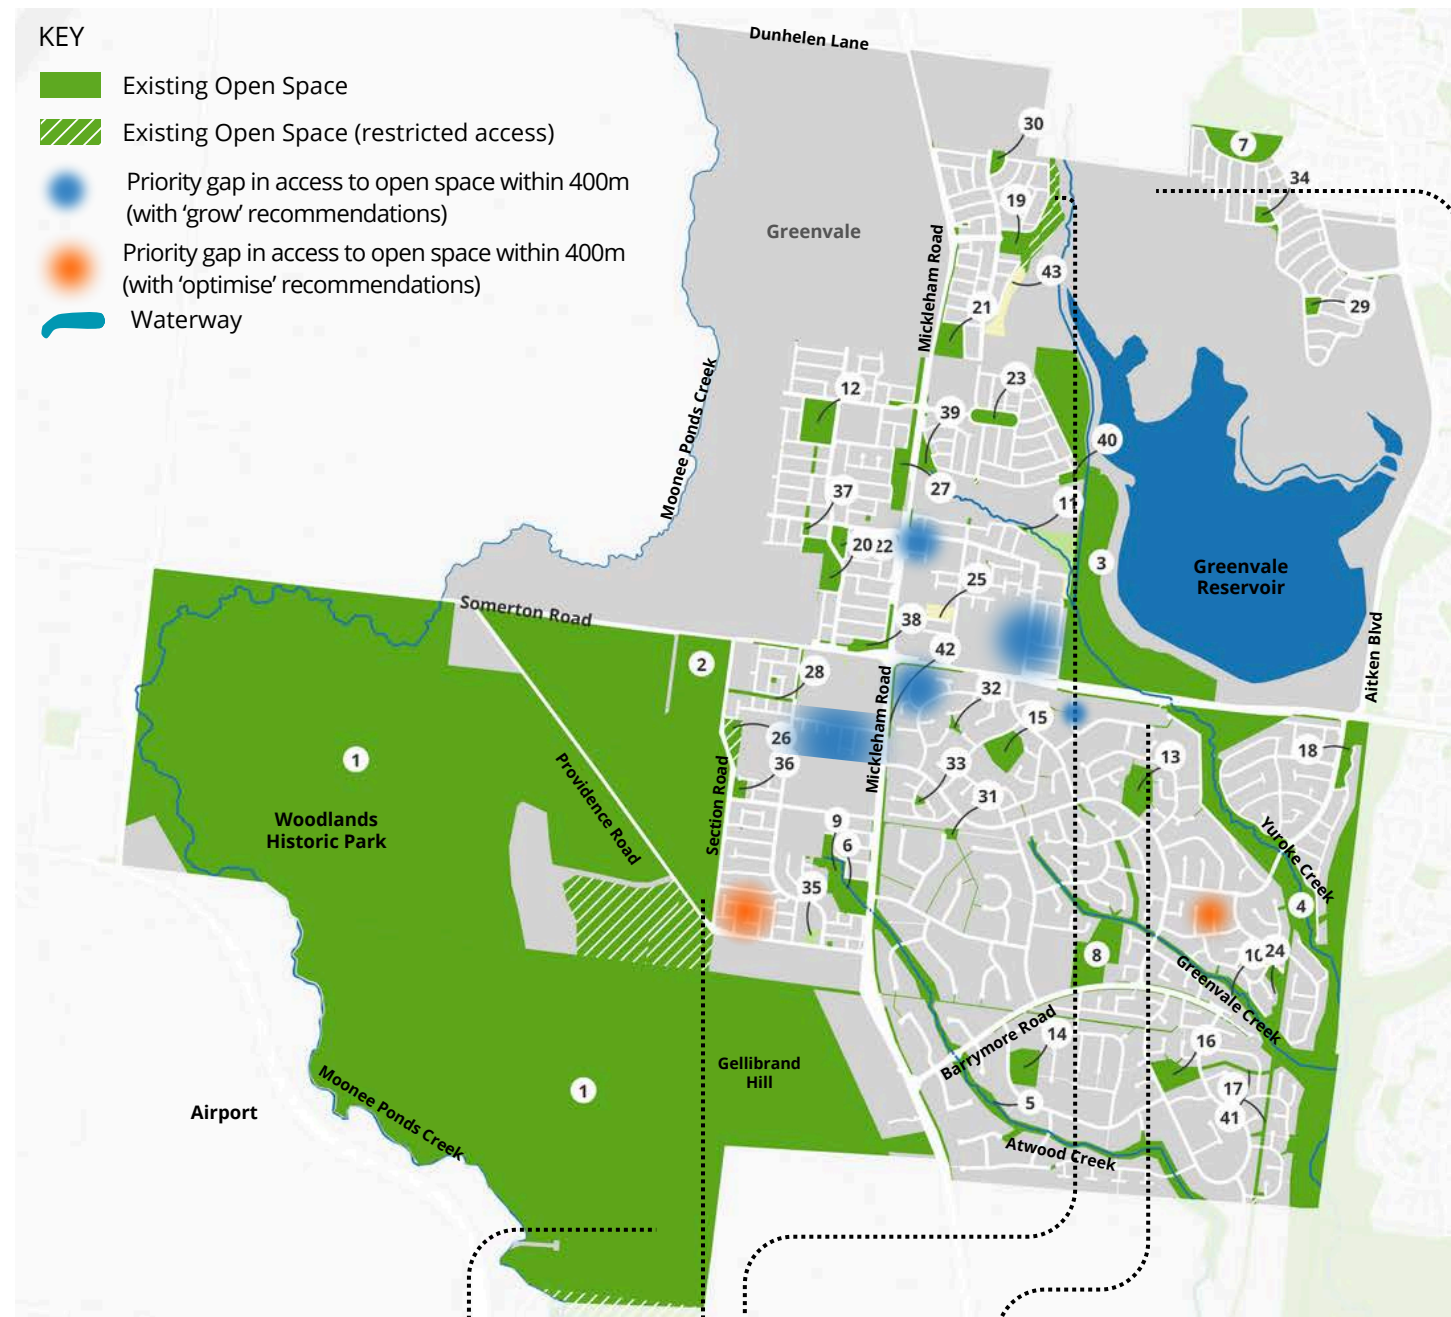 KEY
Existing Open Space
Existing Open Space (restricted access)
Priority gap in access to open space within 400m
(with ‘grow’ recommendations)
Priority gap in access to open space within 400m
(with ‘optimise’ recommendations)
Waterway
Dunhelen Lane
30
7
34
19
Greenvale
Mickleham Road
43
21
29
Moonee Ponds Creek
12
23
39
40
37
27
11
20
22
3
25
Greenvale
Reservoir
Somerton Road
38
42
Aitken Blvd
2
28
32
15
26
Mickleham Road
18
36
13
33
1
Providence Road
Section Road
31
Woodlands
Historic Park
9
6
Yuroke Creek
35
4
8
10
24
Greenvale Creek
Barrymore Road
14
16
Gellibrand
Hill
17
1
5
41
Airport
Moonee Ponds Creek
Atwood Creek